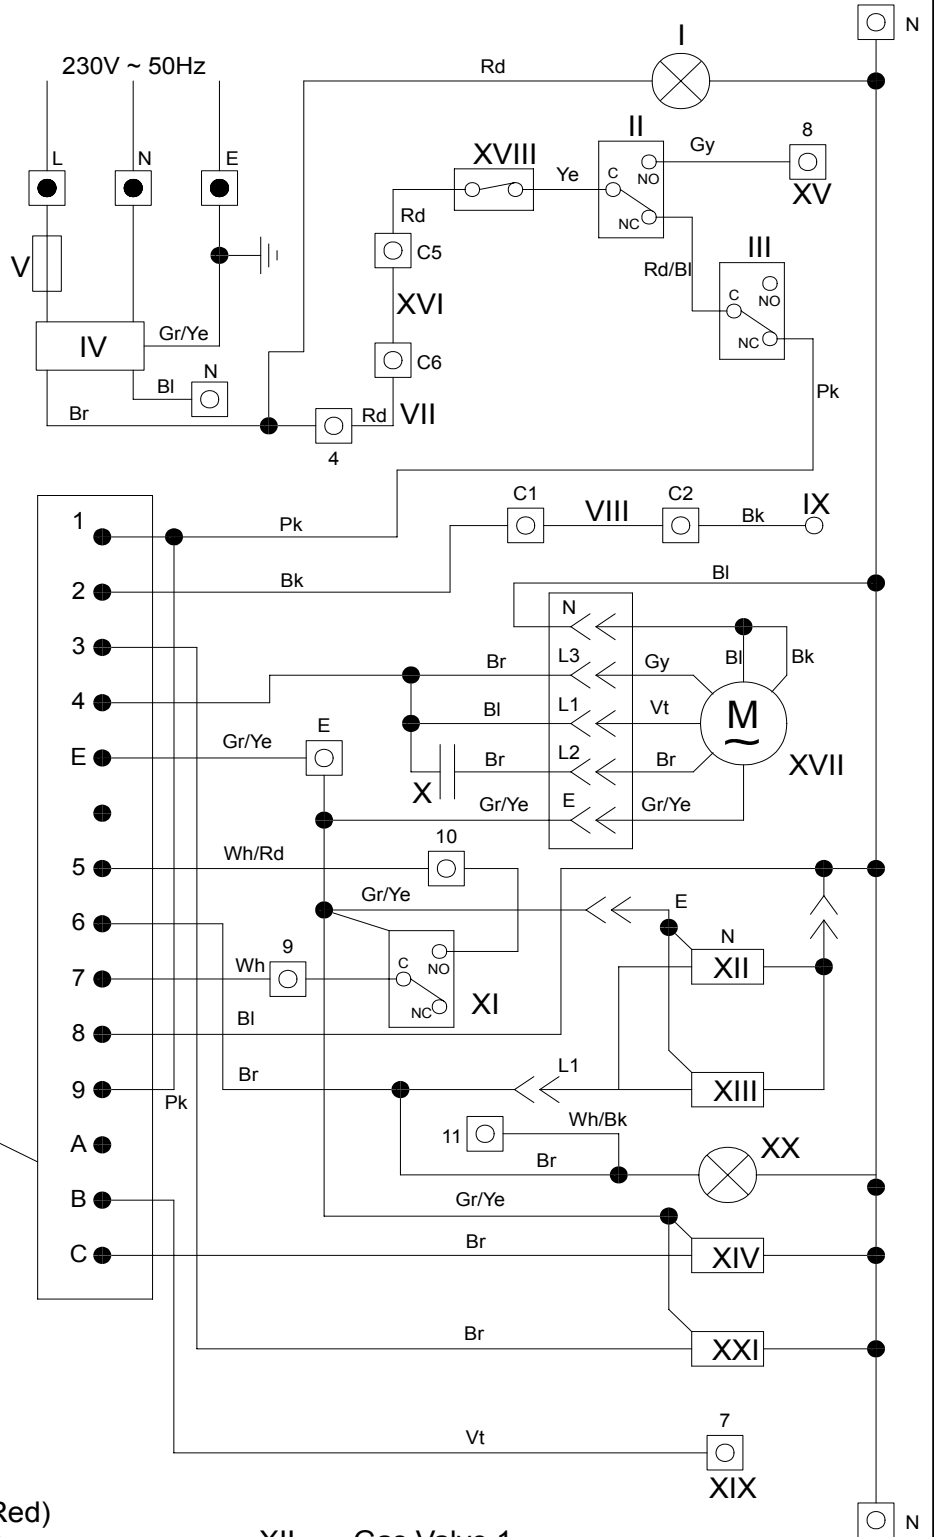 N
I
230V ~ 50Hz
Rd
II
8
XVIII
Gy
L
N
E
Ye
C
NO
XV
NC
Rd
III
V
C5
Rd/Bl
C
NO
XVI
IV
Gr/Ye
NC
C6
Bl
N
Pk
Br
Rd
VII
4
C1
C2
IX
1
Pk
VIII
Bk
2
Bk
Bl
N
3
Br
L3
Gy
Bl
Bk
4
Bl
L1
Vt
M
~
E
Gr/Ye
E
X
Br
L2
Br
XVII
Gr/Ye
E
Gr/Ye
10
5
Wh/Rd
Gr/Ye
E
6
9
N
7
Wh
C
NO
XII
NC
XI
8
Bl
L1
9
Br
XIII
Pk
Wh/Bk
A
11
XX
Br
B
Gr/Ye
C
Br
XIV
Br
XXI
7
Vt
XIX
Red)
N
XII Gas Valve 1